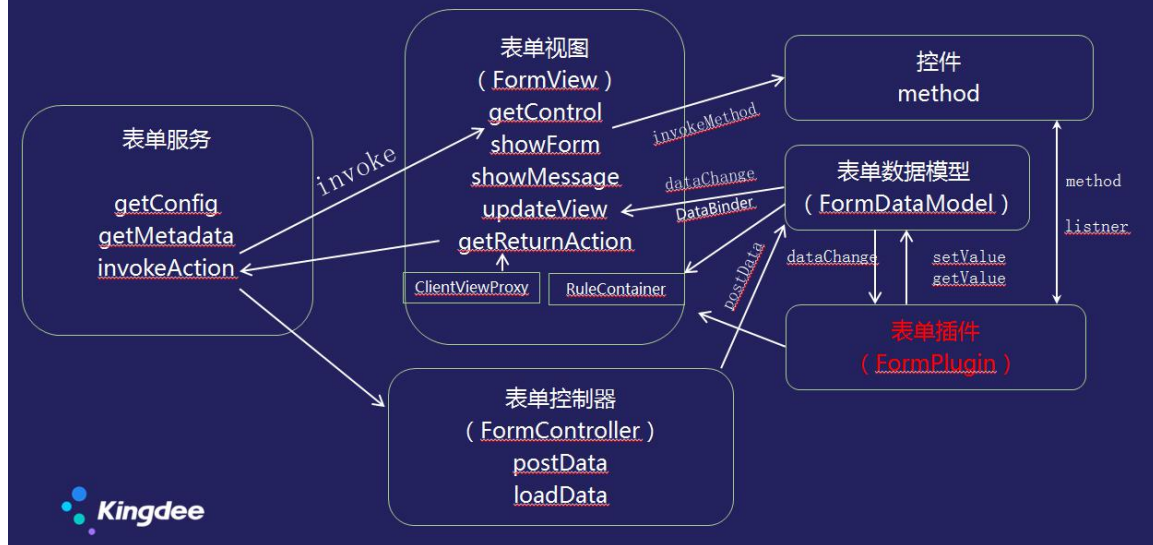 表单服务
getConfig
getMetadata
invokeAction
invoke
表单视图
（FormView）
getControl
showForm
showMessage
updateView
getReturnAction
ClientViewProxy
RuleContainer
invokeMethod
dataChange
DataBinder
postData
控件
method
表单数据模型
（FormDataModel）
dataChange
setValue
getValue
method
listner
表单插件
（FormPlugin）
表单控制器
（FormController）
postData
loadData
Kingdee